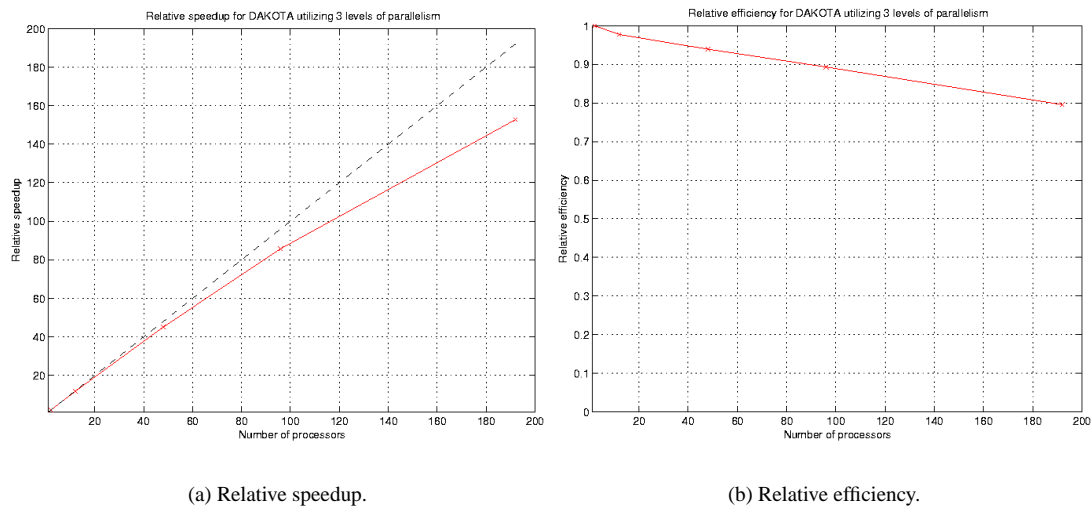 Relative speedup for DAKOTA utilizing 3 levels of parallelism
200
180
160
140
120
100
80
60
40
20
Relative speedup
20 40 60 80 100 120 140 160 180 200
Number of processors
(a) Relative speedup.
Relative efficiency for DAKOTA utilizing 3 levels of parallelism
1
0.9
0.8
0.7
0.6
0.5
0.4
0.3
0.2
0.1
0
Relative efficiency
20 40 60 80 100 120 140 160 180 200
Number of processors
(b) Relative efficiency.